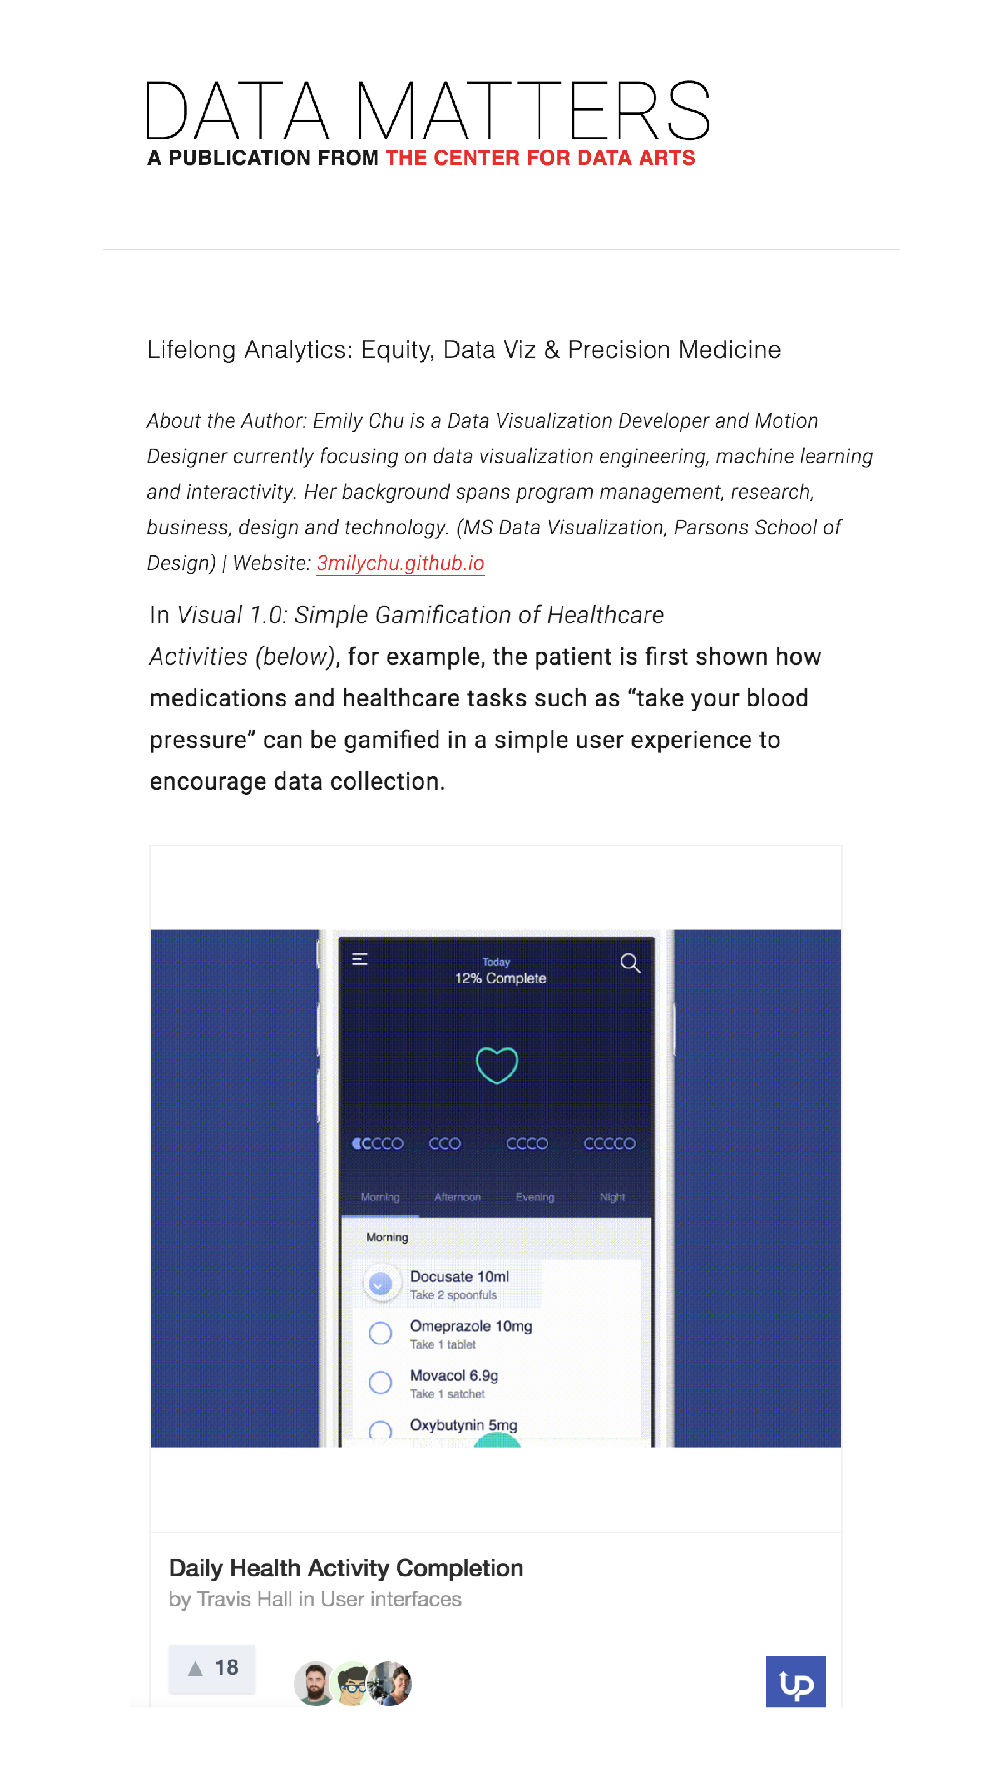 DATA MATTERS
A PUBLICATION FROM THE CENTER FOR DATA ARTS
Lifelong Analytics: Equity, Data Viz & Precision Medicine
About the Author: Emily Chu is a Data Visualization Developer and Motion
Designer currently focusing on data visualization engineering, machine learning
and interactivity. Her background spans program management, research,
business, design and technology. (MS Data Visualization, Parsons School of
Design) | Website: 3milychu.github.io
In Visual 1.0: Simple Gamification of Healthcare
Activities (below), for example, the patient is first shown how
medications and healthcare tasks such as “take your blood
pressure” can be gamified in a simple user experience to
encourage data collection.
Today
12% Complete
Morning Afternoon Evening Night
Morning
Docusate 10ml
Take 2 spoonfuls
Omeprazole 10mg
Take 1 tablet
Movacol 6.9g
Take 1 satchet
Oxybutynin 5mg
Daily Health Activity Completion
by Travis Hall in User interfaces
18
up